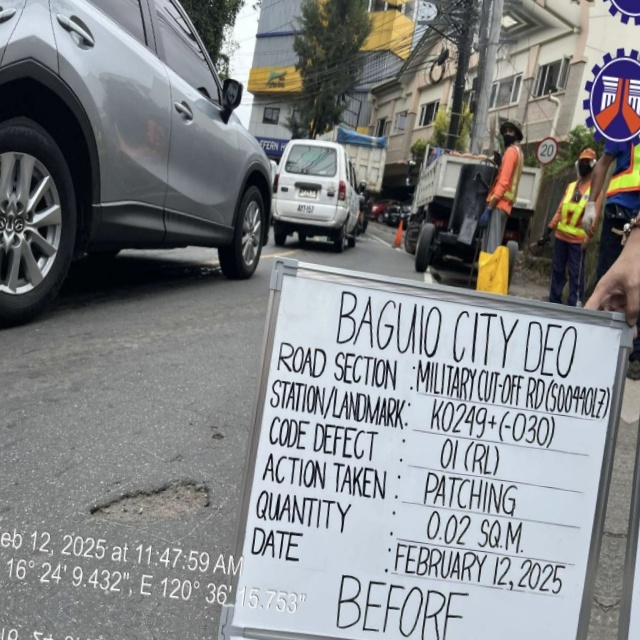 20
BAGUIO CITY DEO
ROAD SECTION : MILITARY CUT-OFF RD (S00440LZ)
STATION/LANDMARK: K0249+(-030)
CODE DEFECT : 01 (RL)
ACTION TAKEN : PATCHING
QUANTITY : 0.02 SQ.M.
DATE : FEBRUARY 12, 2025
BEFORE
eb 12, 2025 at 11:47:59 AM
16° 24' 9.432", E 120° 36' 15.753"